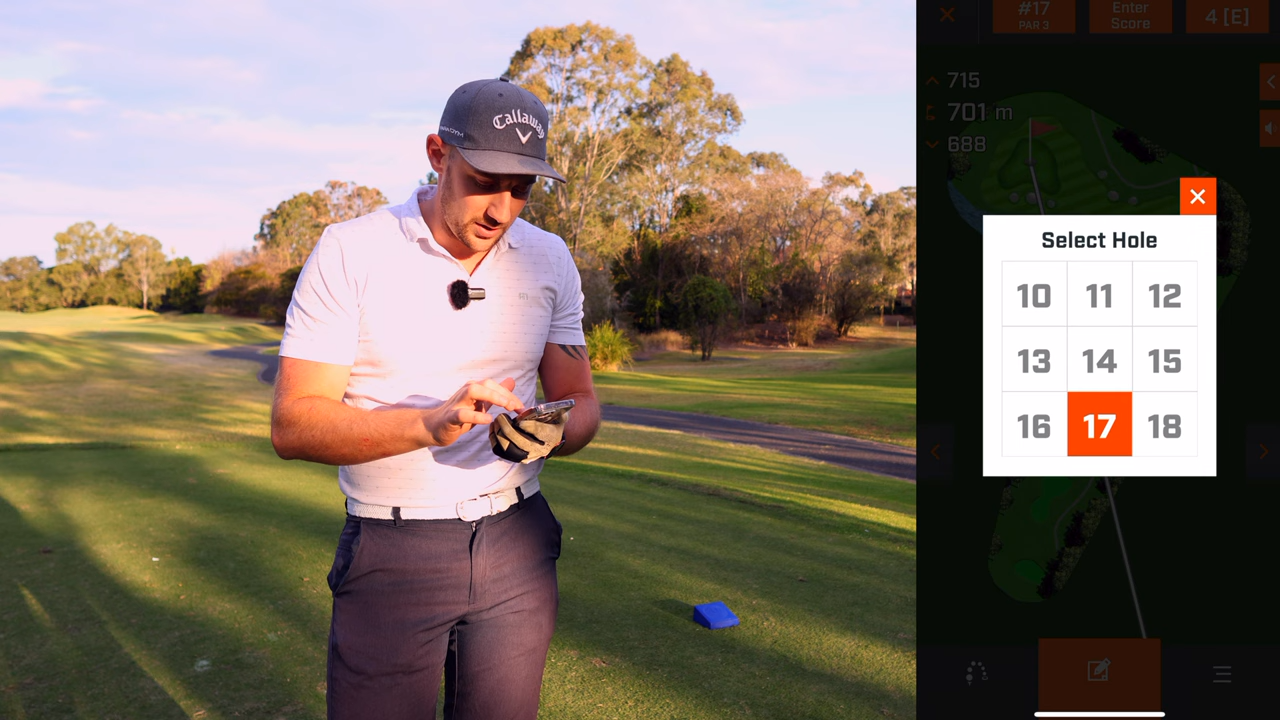 Callaway
#17
PAR 3
Enter
Score
4 [E]
715
701 m
688
Select Hole
10 11 12
13 14 15
16 17 18